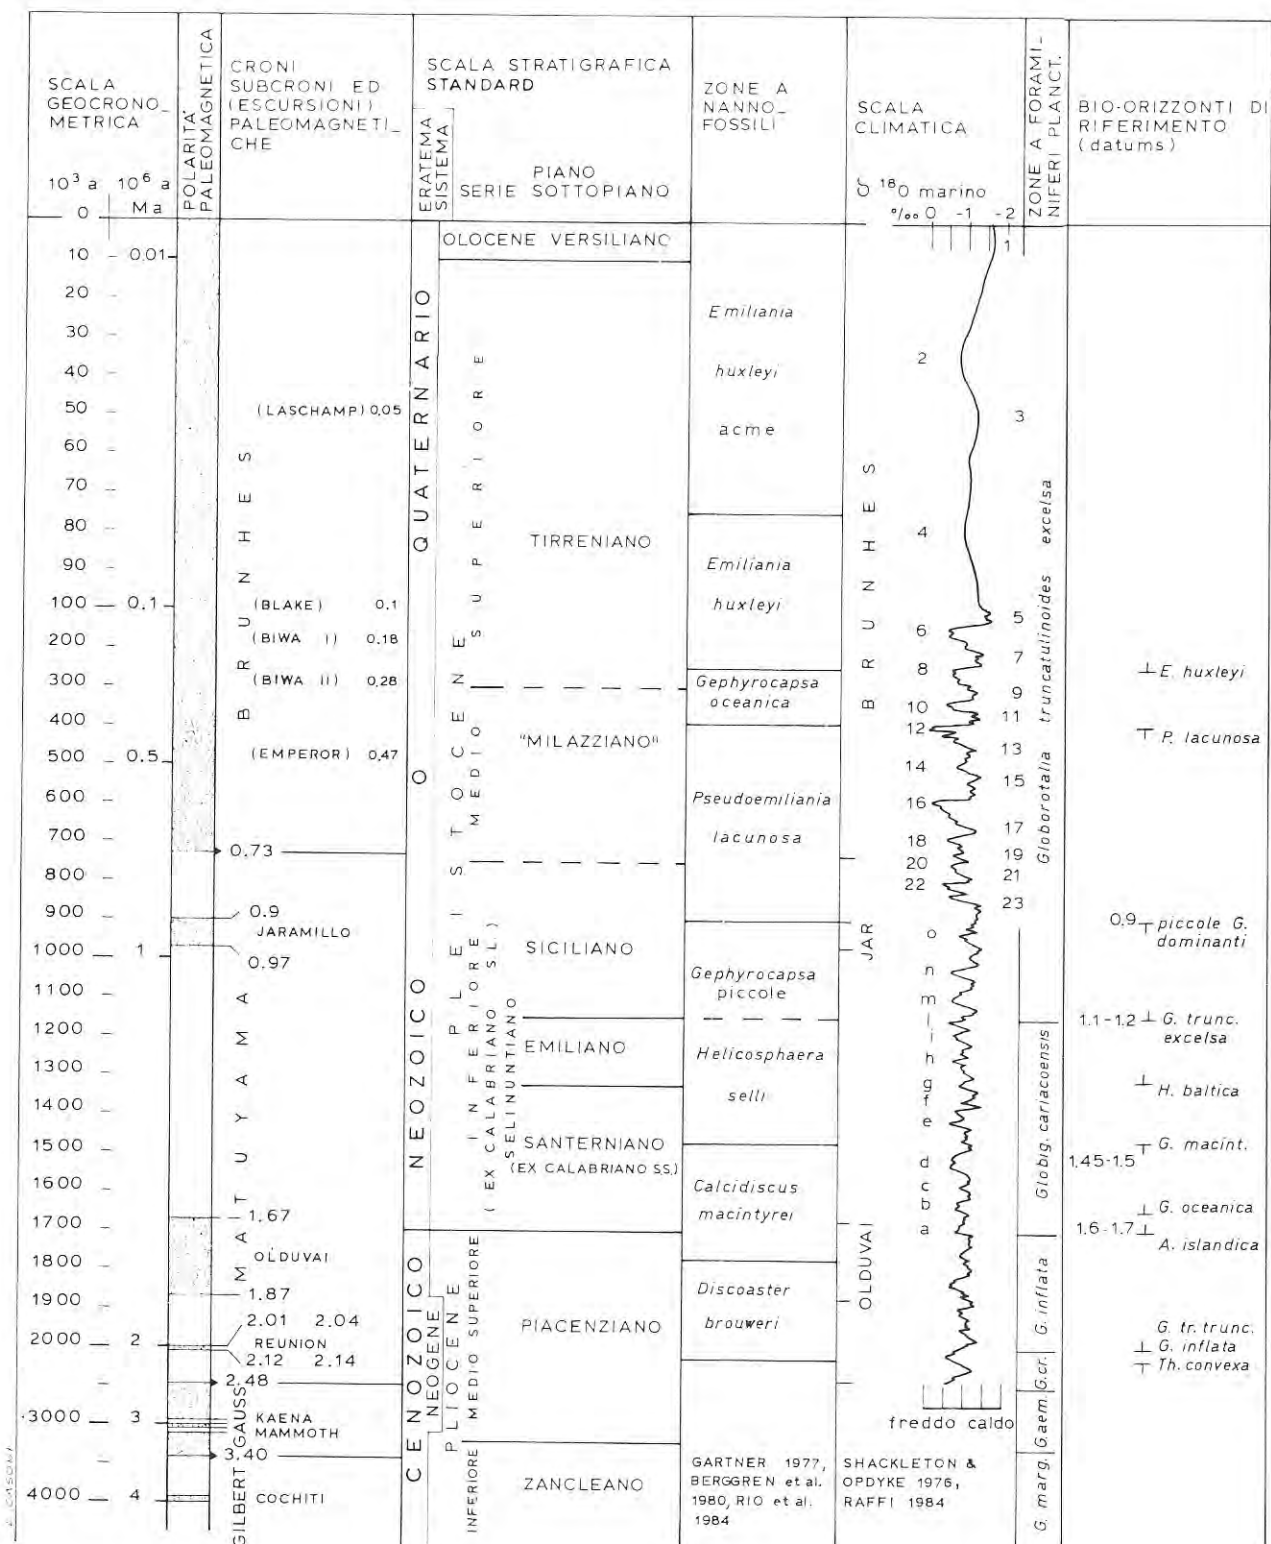 SCALA
GEOCRONO_
METRICA
10³ a 10⁶ a
Ma
0
10 0.01
20
30
40
50
60
70
80
90
100 0,1
200
300
400
500 0.5
600
700
800
900
1000 1
1100
1200
1300
1400
1500
1600
1700
1800
1900
2000 2
3000 3
4000 4
POLARITA'
PALEOMAGNETICA
CRONI
SUBCRONI ED
(ESCURSIONI)
PALEOMAGNETI_
CHE
(LASCHAMP) 0,05
(BLAKE) 0.1
(BIWA I) 0.18
(BIWA II) 0,28
(EMPEROR) 0,47
0.73
0.9
JARAMILLO
0.97
1.67
OLDUVAI
1.87
2.01 2.04
REUNION
2.12 2.14
2.48
KAENA
MAMMOTH
3.40
COCHITI
BRUNHES
MATUYAMA
GAUSS
GILBERT
SCALA STRATIGRAFICA
STANDARD
ERATEMA
SISTEMA
PIANO
SERIE SOTTOPIANO
QUATERNARIO
O
NEOZOICO
CENOZOICO
NEOGENE
PLEISTOCENE
SUPERIORE
MEDIO
INFERIORE
(EX CALABRIANO S.L.)
SELINUNTIANO
PLIOCENE
MEDIO SUPERIORE
INFERIORE
OLOCENE VERSILIANO
TIRRENIANO
"MILAZZIANO"
SICILIANO
EMILIANO
SANTERNIANO
(EX CALABRIANO S.S.)
PIACENZIANO
ZANCLEANO
ZONE A
NANNO_
FOSSILI
Emiliania
huxleyi
acme
Emiliania
huxleyi
Gephyrocapsa
oceanica
Pseudoemiliania
lacunosa
Gephyrocapsa
piccole
Helicosphaera
selli
Calcidiscus
macintyrei
Discoaster
brouweri
GARTNER 1977,
BERGGREN et al.
1980, RIO et al.
1984
SCALA
CLIMATICA
δ ¹⁸O marino
°/₀₀ 0 -1 -2
BRUNHES
JAR
OLDUVAI
1
2
3
4
5
6
7
8
9
10
11
12
13
14
15
16
17
18
19
20
21
22
23
o
n
m
l
i
h
g
f
e
d
c
b
a
freddo caldo
SHACKLETON &
OPDYKE 1976,
RAFFI 1984
ZONE A FORAMI_
NIFERI PLANCT.
Globorotalia truncatulinoides excelsa
Globig. cariacoensis
G. inflata
G.cr.
G.aem.
G. marg.
BIO-ORIZZONTI DI
RIFERIMENTO
(datums)
E. huxleyi
P. lacunosa
0,9 piccole G.
dominanti
1.1-1.2 G. trunc.
excelsa
H. baltica
G. macint.
1.45-1.5
G. oceanica
1.6-1.7
A. islandica
G. tr. trunc.
G. inflata
Th. convexa